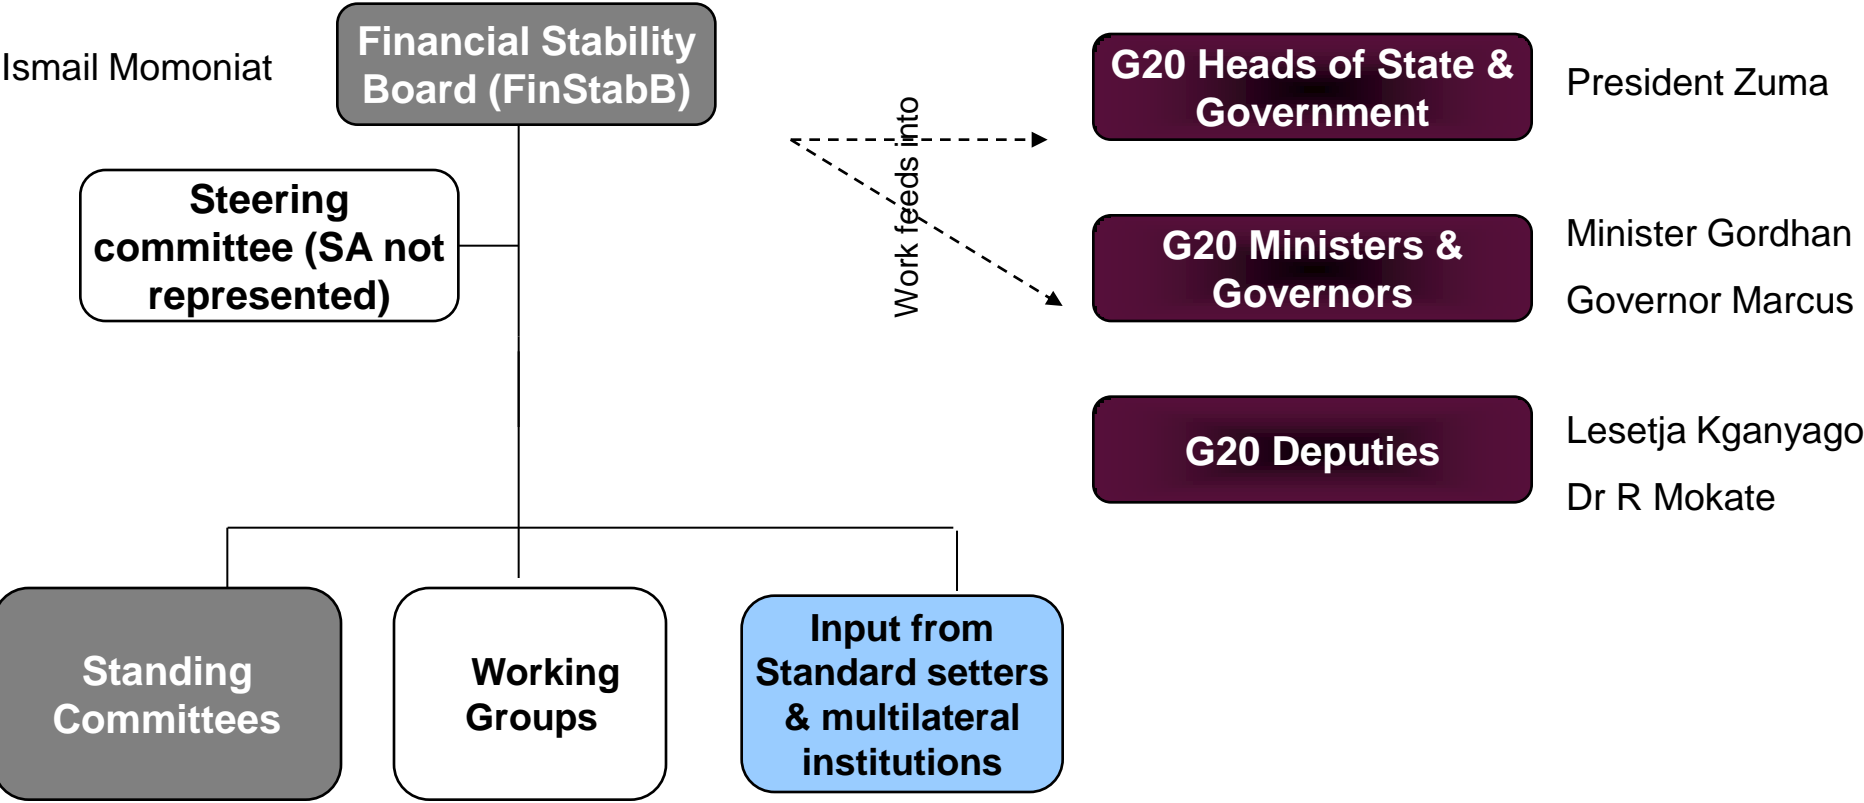 Ismail Momoniat
Financial Stability
Board (FinStabB)
Steering
committee (SA not
represented)
Work feeds into
G20 Heads of State &
Government
President Zuma
G20 Ministers &
Governors
Minister Gordhan
Governor Marcus
G20 Deputies
Lesetja Kganyago
Dr R Mokate
Standing
Committees
Working
Groups
Input from
Standard setters
& multilateral
institutions